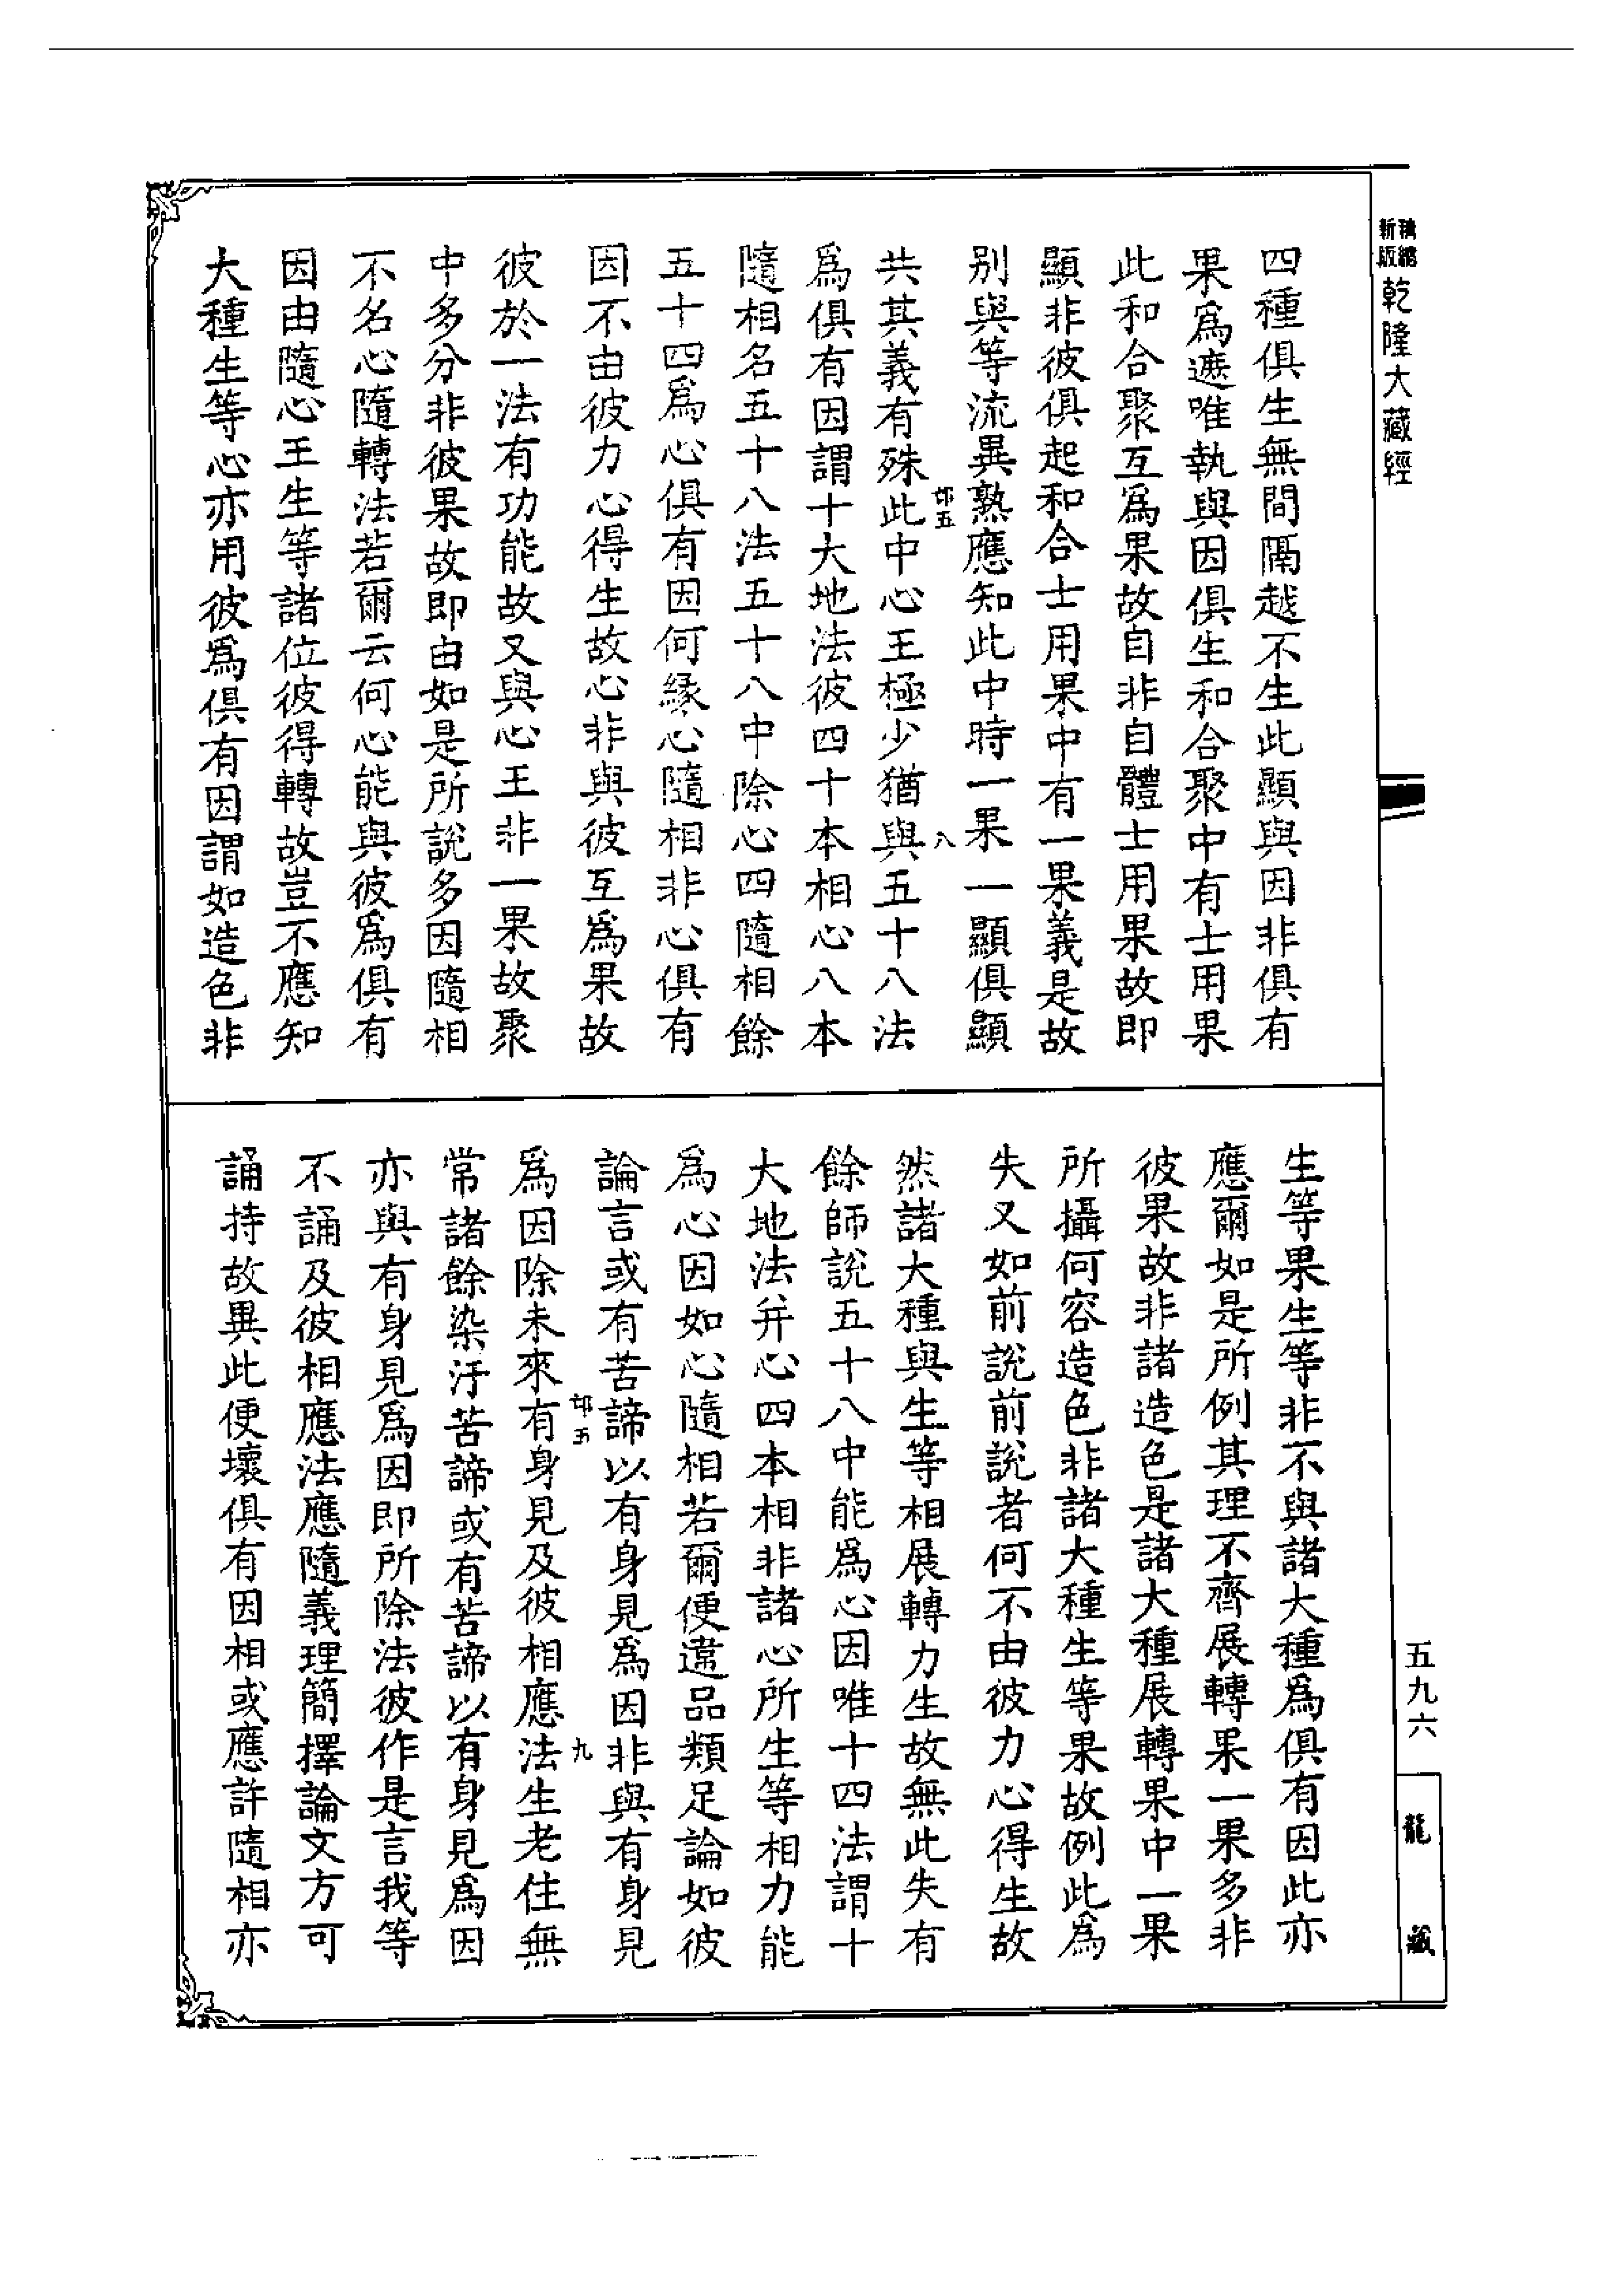 新版精縮乾隆大藏經
四種俱生無間隔越不生此顯與因非俱有
果爲遮唯執與因俱生和合聚中有士用果
此和合聚互爲果故自非自體士用果故即
顯非彼俱起和合士用果中有一果義是故
别與等流異熟應知此中時一果一顯俱顯
共其義有殊此中心王極少猶與五十八法
爲俱有因謂十大地法彼四十本相心八本
隨相名五十八法五十八中除心四隨相餘
五十四爲心俱有因何緣心隨相非心俱有
因不由彼力心得生故心非與彼互爲果故
彼於一法有功能故又與心王非一果故聚
中多分非彼果故即由如是所說多因隨相
不名心隨轉法若爾云何心能與彼爲俱有
因由隨心王生等諸位彼得轉故豈不應知
大種生等心亦用彼爲俱有因謂如造色非
生等果生等非不與諸大種爲俱有因此亦
應爾如是所例其理不齊展轉果一果多非
彼果故非諸造色是諸大種展轉果中一果
所攝何容造色非諸大種生等果故例此爲
失又如前說前說者何不由彼力心得生故
然諸大種與生等相展轉力生故無此失有
餘師說五十八中能爲心因唯十四法謂十
大地法并心四本相非諸心所生等相力能
爲心因如心隨相若爾便違品類足論如彼
論言或有苦諦以有身見爲因非與有身見
爲因除未來有身見及彼相應法生老住無
常諸餘染汙苦諦或有苦諦以有身見爲因
亦與有身見爲因即所除法彼作是言我等
不誦及彼相應法應隨義理簡擇論文方可
誦持故異此便壞俱有因相或應許隨相亦
五九六
龍藏